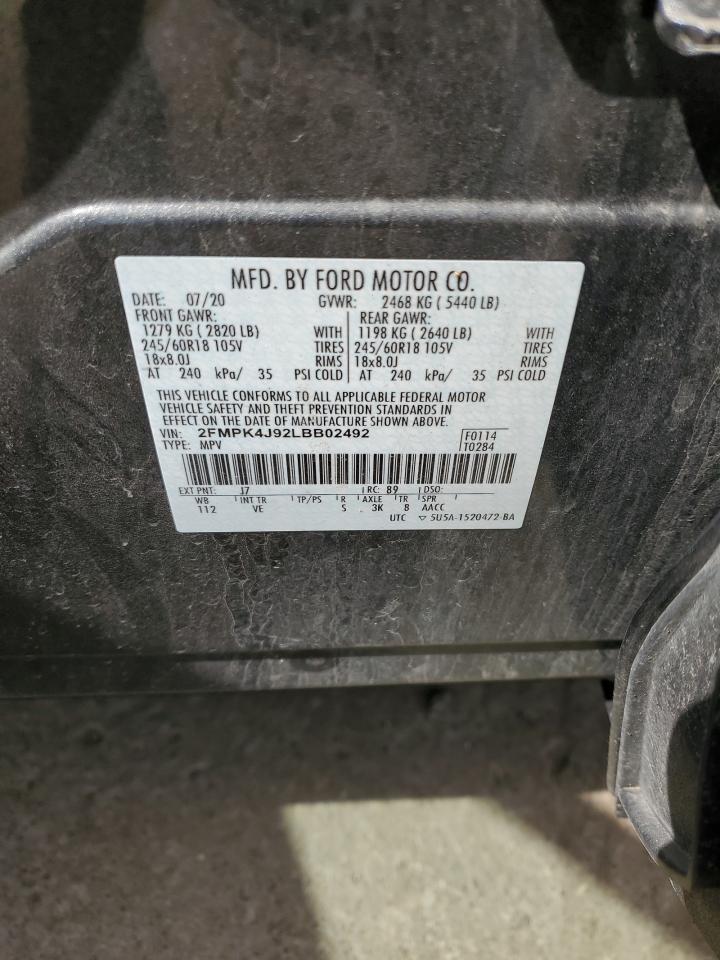 MFD. BY FORD MOTOR CO.
DATE: 07/20 GVWR: 2468 KG ( 5440 LB)
FRONT GAWR: REAR GAWR:
1279 KG ( 2820 LB) WITH 1198 KG ( 2640 LB) WITH
245/60R18 105V TIRES 245/60R18 105V TIRES
18x8.0J RIMS 18x8.0J RIMS
AT 240 kPa/ 35 PSI COLD AT 240 kPa/ 35 PSI COLD
THIS VEHICLE CONFORMS TO ALL APPLICABLE FEDERAL MOTOR
VEHICLE SAFETY AND THEFT PREVENTION STANDARDS IN
EFFECT ON THE DATE OF MANUFACTURE SHOWN ABOVE.
VIN: 2FMPK4J92LBB02492 F0114
TYPE: MPV T0284
EXT PNT: J7 RC: 89 DSO:
WB INT TR TP/PS R AXLE TR SPR
112 VE S 3K 8 AACC
UTC ▽ 5U5A-1520472-BA